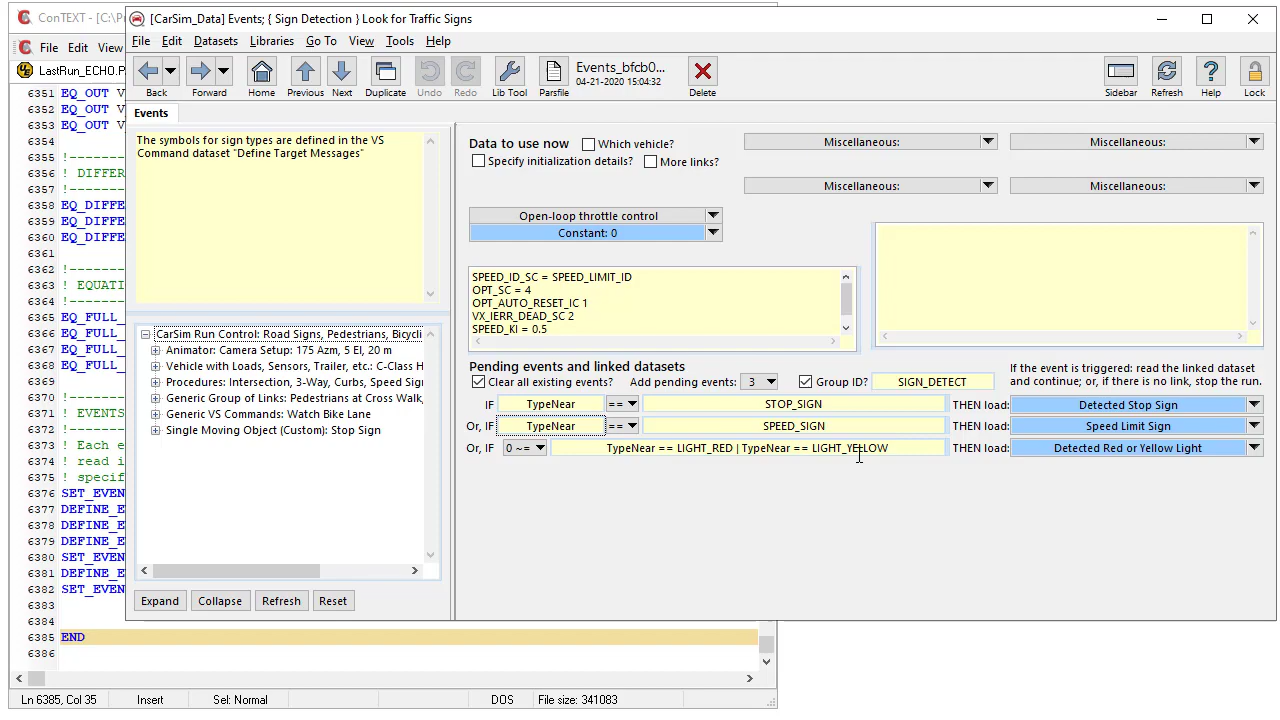 ConTEXT - [C:\Pr
File Edit View
LastRun_ECHO.P
6351 EQ_OUT V
6352 EQ_OUT V
6353 EQ_OUT V
6354
6355 !-------
6356 ! DIFFER
6357 !-------
6358 EQ_DIFFE
6359 EQ_DIFFE
6360 EQ_DIFFE
6361
6362 !-------
6363 ! EQUATI
6364 !-------
6365 EQ_FULL_
6366 EQ_FULL_
6367 EQ_FULL_
6368 EQ_FULL_
6369
6370 !-------
6371 ! EVENTS
6372 !-------
6373 ! Each e
6374 ! read i
6375 ! specif
6376 SET_EVEN
6377 DEFINE_E
6378 DEFINE_E
6379 DEFINE_E
6380 SET_EVEN
6381 DEFINE_E
6382 SET_EVEN
6383
6384
6385 END
6386
Ln 6385, Col 35 Insert Sel: Normal DOS File size: 341083
[CarSim_Data] Events; { Sign Detection } Look for Traffic Signs
File Edit Datasets Libraries Go To View Tools Help
Back Forward Home Previous Next Duplicate Undo Redo Lib Tool Parsfile
Events_bfcb0...
04-21-2020 15:04:32
Delete Sidebar Refresh Help Lock
Events
The symbols for sign types are defined in the VS
Command dataset "Define Target Messages"
CarSim Run Control: Road Signs, Pedestrians, Bicycli
Animator: Camera Setup: 175 Azm, 5 El, 20 m
Vehicle with Loads, Sensors, Trailer, etc.: C-Class H
Procedures: Intersection, 3-Way, Curbs, Speed Sigr
Generic Group of Links: Pedestrians at Cross Walk,
Generic VS Commands: Watch Bike Lane
Single Moving Object (Custom): Stop Sign
Expand Collapse Refresh Reset
Data to use now Which vehicle?
Specify initialization details? More links?
Miscellaneous: Miscellaneous:
Miscellaneous: Miscellaneous:
Open-loop throttle control
Constant: 0
SPEED_ID_SC = SPEED_LIMIT_ID
OPT_SC = 4
OPT_AUTO_RESET_IC 1
VX_IERR_DEAD_SC 2
SPEED_KI = 0.5
Pending events and linked datasets
Clear all existing events? Add pending events: 3 Group ID? SIGN_DETECT
If the event is triggered: read the linked dataset
and continue; or, if there is no link, stop the run.
IF TypeNear == STOP_SIGN THEN load: Detected Stop Sign
Or, IF TypeNear == SPEED_SIGN THEN load: Speed Limit Sign
Or, IF 0 ~= TypeNear == LIGHT_RED | TypeNear == LIGHT_YELLOW THEN load: Detected Red or Yellow Light